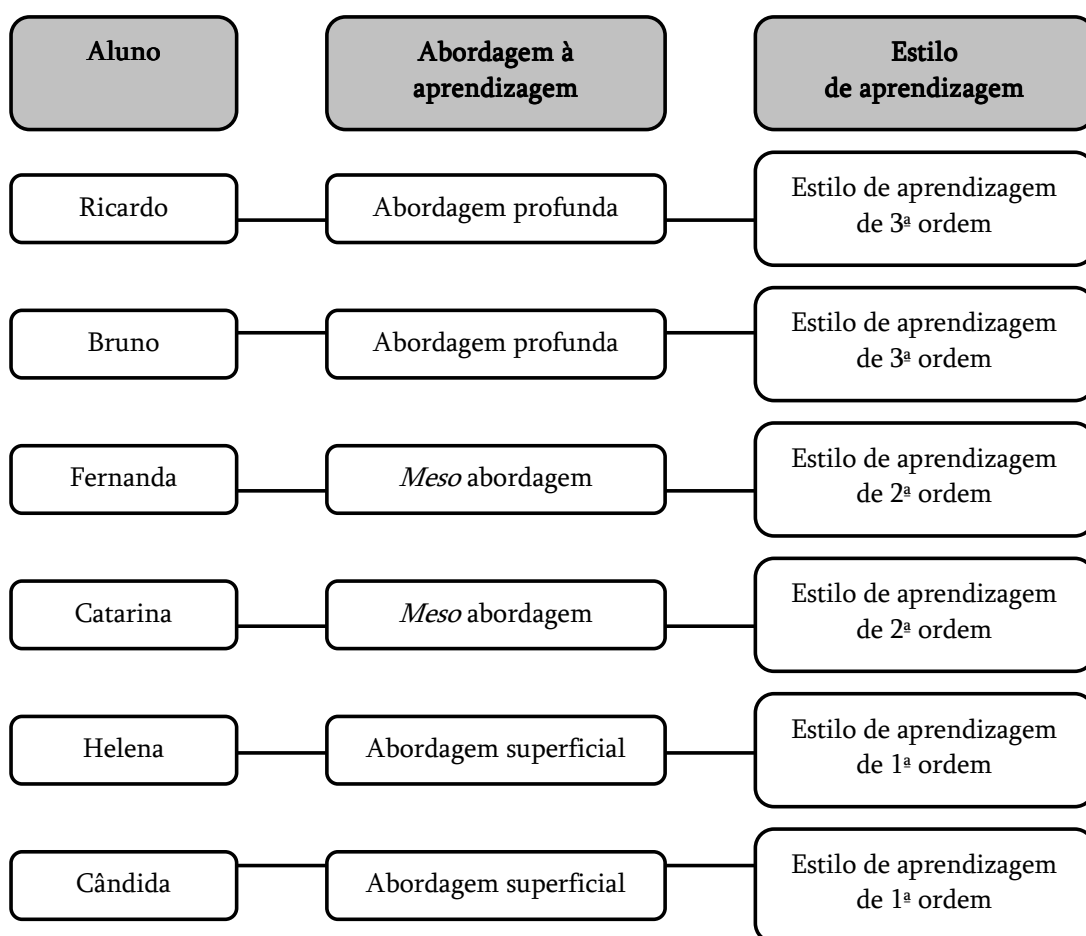 Aluno
Abordagem à
aprendizagem
Estilo
de aprendizagem
Ricardo
Abordagem profunda
Estilo de aprendizagem
de 3ª ordem
Bruno
Abordagem profunda
Estilo de aprendizagem
de 3ª ordem
Fernanda
Meso abordagem
Estilo de aprendizagem
de 2ª ordem
Catarina
Meso abordagem
Estilo de aprendizagem
de 2ª ordem
Helena
Abordagem superficial
Estilo de aprendizagem
de 1ª ordem
Cândida
Abordagem superficial
Estilo de aprendizagem
de 1ª ordem